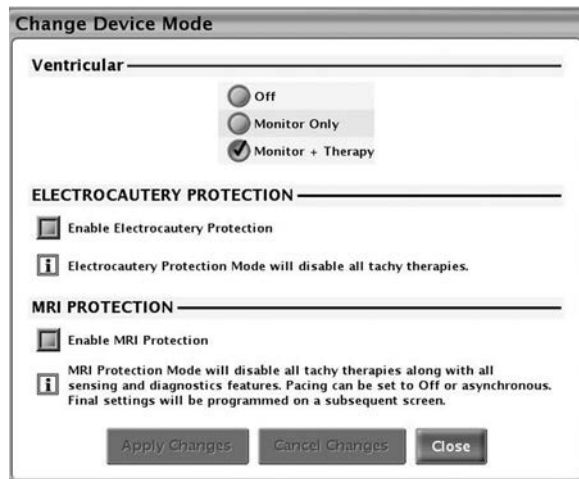 Change Device Mode
Ventricular
Off
Monitor Only
Monitor + Therapy
ELECTROCAUTERY PROTECTION
Enable Electrocautery Protection
i Electrocautery Protection Mode will disable all tachy therapies.
MRI PROTECTION
Enable MRI Protection
MRI Protection Mode will disable all tachy therapies along with all
i sensing and diagnostics features. Pacing can be set to Off or asynchronous.
Final settings will be programmed on a subsequent screen.
Apply Changes Cancel Changes Close